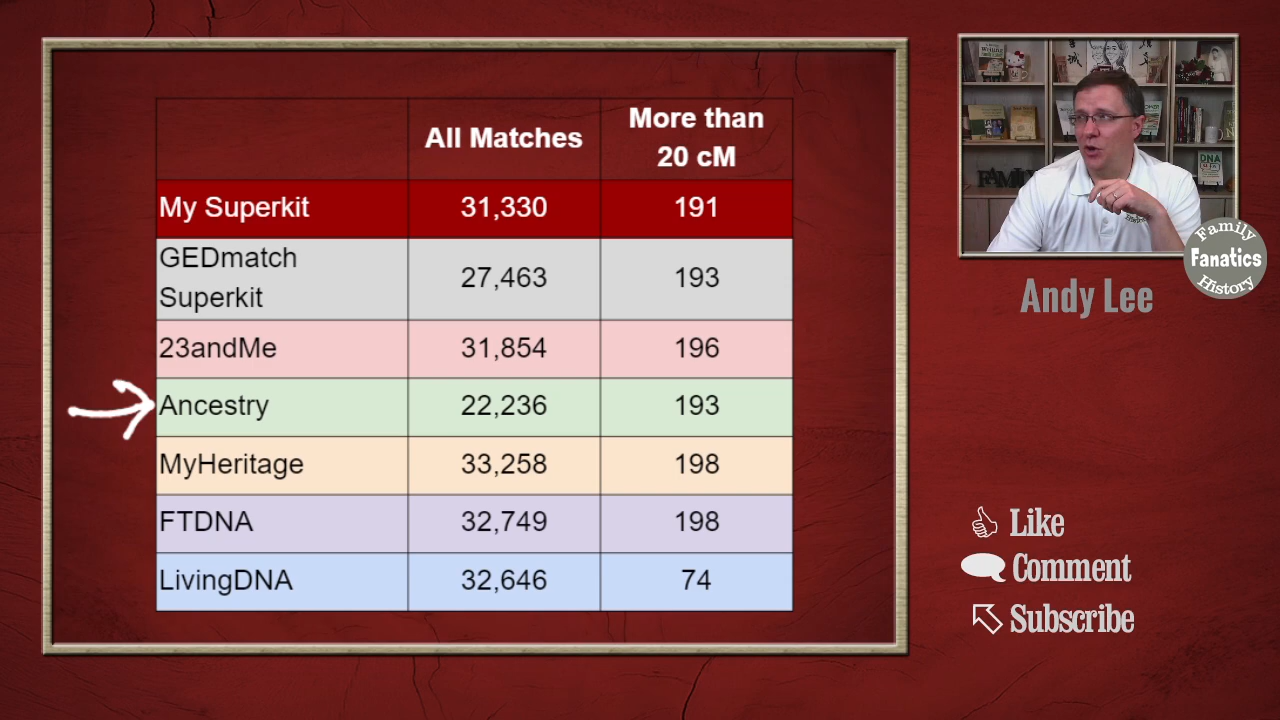 All Matches
More than
20 cM
My Superkit 31,330 191
GEDmatch
Superkit
27,463 193
23andMe 31,854 196
Ancestry 22,236 193
MyHeritage 33,258 198
FTDNA 32,749 198
LivingDNA 32,646 74
FAMILY
DNA
Family
Fanatics
History
Andy Lee
Like
Comment
Subscribe